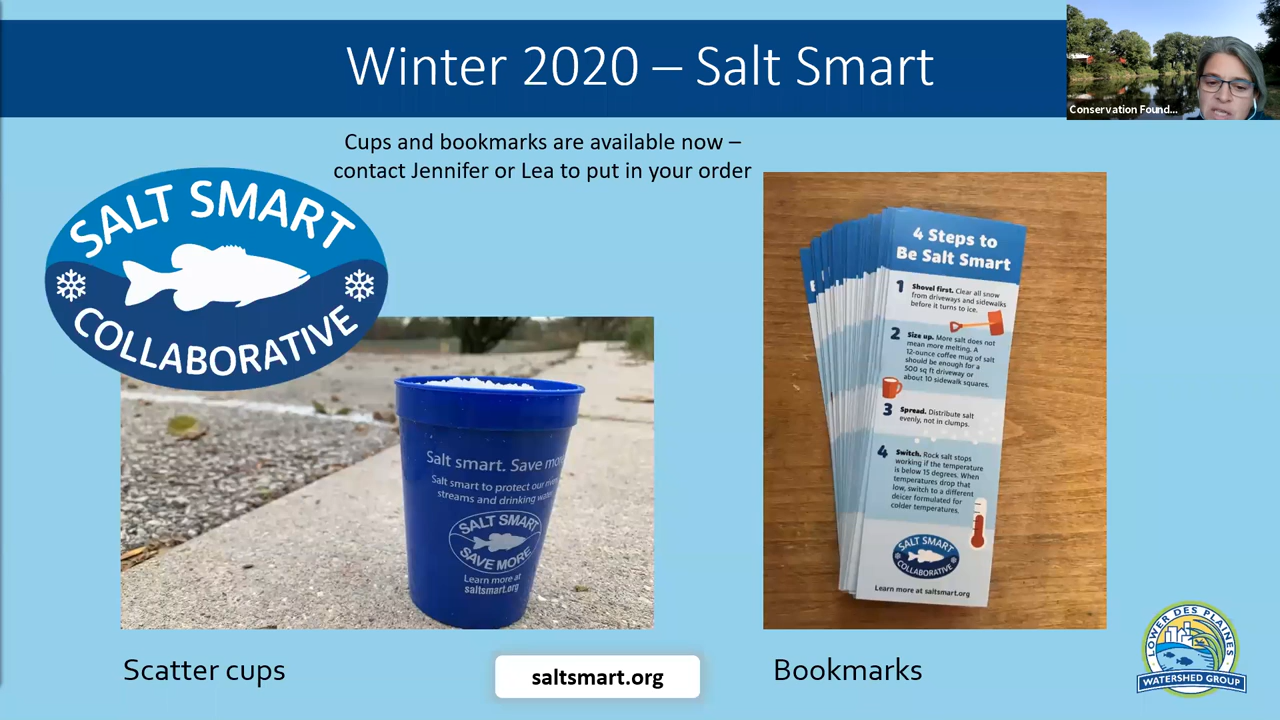 Winter 2020 – Salt Smart
Conservation Found...
Cups and bookmarks are available now –
contact Jennifer or Lea to put in your order
SALT SMART
COLLABORATIVE
Salt smart. Save
Salt smart to protect our
streams and drinking
SALT SMART
SAVE MORE
Learn more at
saltsmart.org
4 Steps to
Be Salt Smart
1 Shovel first. Clear all snow
from driveways and sidewalks
before it turns to ice.
2 Size up. More salt does not
mean more melting. A
12-ounce coffee mug of salt
should be enough for a
500 sq ft driveway or
about 10 sidewalk squares.
3 Spread. Distribute salt
evenly, not in clumps.
4 Switch. Rock salt stops
working if the temperature
is below 15 degrees. When
temperatures drop that
low, switch to a different
deicer formulated for
colder temperatures.
SALT SMART
COLLABORATIVE
Learn more at saltsmart.org
Scatter cups
saltsmart.org
Bookmarks
LOWER DES PLAINES
WATERSHED GROUP